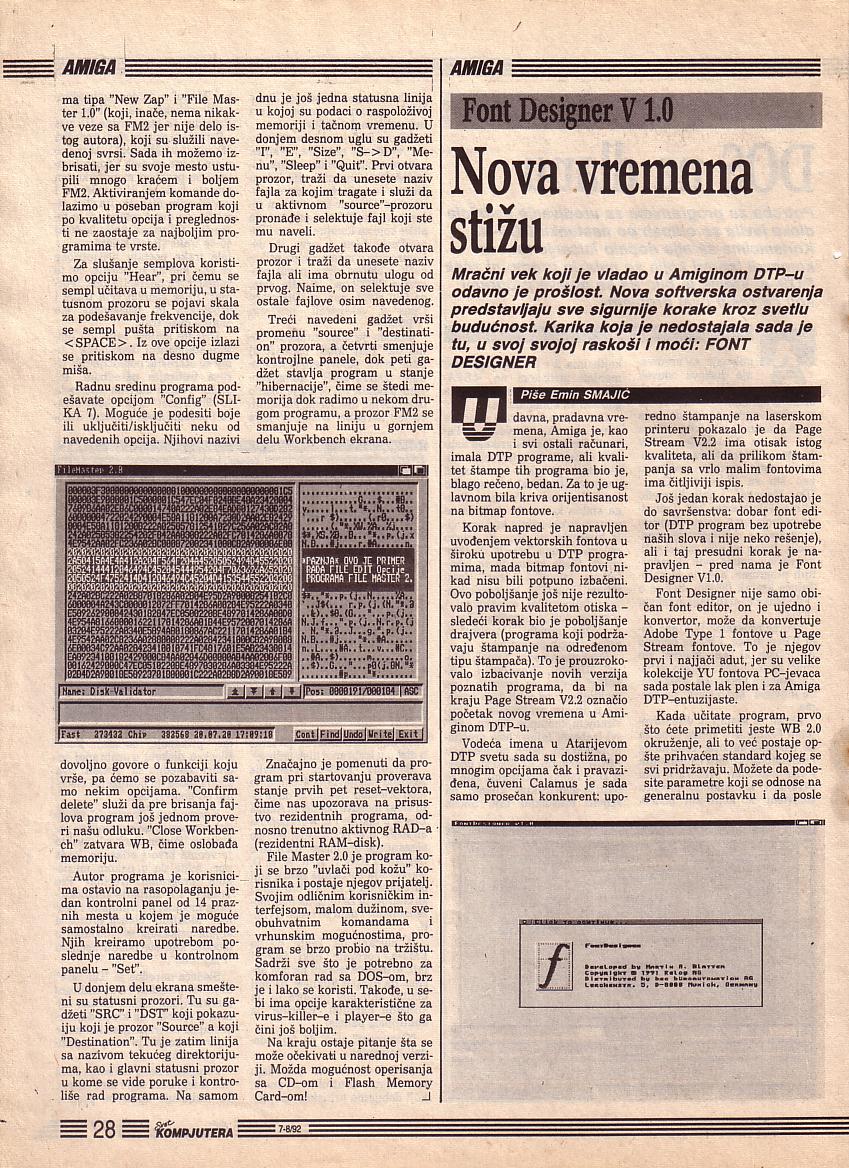 AMIGA
ma tipa "New Zap" i "File Mas-
ter 1.0" (koji, inače, nema nikak-
ve veze sa FM2 jer nije delo is-
tog autora), koji su služili nave-
denoj svrsi. Sada ih možemo iz-
brisati, jer su svoje mesto ustu-
pili mnogo kraćem i boljem
FM2. Aktiviranjem komande do-
lazimo u poseban program koji
po kvalitetu opcija i preglednos-
ti ne zaostaje za najboljim pro-
gramima te vrste.
Za slušanje semplova koristi-
mo opciju "Hear", pri čemu se
sempl učitava u memoriju, u sta-
tusnom prozoru se pojavi skala
za podešavanje frekvencije, dok
se sempl pušta pritiskom na
<SPACE>. Iz ove opcije izlazi
se pritiskom na desno dugme
miša.
Radnu sredinu programa pod-
ešavate opcijom "Config" (SLI-
KA 7). Moguće je podesiti boje
ili uključiti/isključiti neku od
navedenih opcija. Njihovi nazivi
dnu je još jedna statusna linija
u kojoj su podaci o raspoloživoj
memoriji i tačnom vremenu. U
donjem desnom uglu su gadžeti
"I", "E", "Size", "S->D", "Me-
nu", "Sleep" i "Quit". Prvi otvara
prozor, traži da unesete naziv
fajla za kojim tragate i služi da
u aktivnom "source"-prozoru
pronađe i selektuje fajl koji ste
mu naveli.
Drugi gadžet takođe otvara
prozor i traži da unesete naziv
fajla ali ima obrnutu ulogu od
prvog. Naime, on selektuje sve
ostale fajlove osim navedenog.
Treći navedeni gadžet vrši
promenu "source" i "destinati-
on" prozora, a četvrti smenjuje
kontrojlne panele, dok peti ga-
džet stavlja program u stanje
"hibernacije", čime se štedi me-
morija dok radimo u nekom dru-
gom programu, a prozor FM2 se
smanjuje na liniju u gornjem
delu Workbench ekrana.
FileMaster 2.0
PAZNJAK OVO JE PRIMER
RADA FILE EDIT Opcije
PROGRAMA FILE MASTER 2.
Name: Disk-Validator
Pos: 0000191/000104 ASC
Fast 273432 Chip 382568 20.07.20 17:09:18 Cont Find Undo Write Exit
dovoljno govore o funkciji koju
vrše, pa ćemo se pozabaviti sa-
mo nekim opcijama. "Confirm
delete" služi da pre brisanja faj-
lova program još jednom prove-
ri našu odluku. "Close Workben-
ch" zatvara WB, čime oslobađa
memoriju.
Autor programa je korisnici-
ma ostavio na rasopolaganju je-
dan kontrolni panel od 14 praz-
nih mesta u kojem je moguće
samostalno kreirati naredbe.
Njih kreiramo upotrebom po-
slednje naredbe u kontrolnom
panelu – "Set".
U donjem delu ekrana smešte-
ni su statusni prozori. Tu su ga-
džeti "SRC" i "DST" koji pokazu-
ju koji je prozor "Source" a koji
"Destination". Tu je zatim linija
sa nazivom tekućeg direktoriju-
ma, kao i glavni statusni prozor
u kome se vide poruke i kontro-
liše rad programa. Na samom
Značajno je pomenuti da pro-
gram pri startovanju proverava
stanje prvih pet reset-vektora,
čime nas upozorava na prisus-
tvo rezidentnih programa, od-
nosno trenutno aktivnog RAD-a
(rezidentni RAM-disk).
File Master 2.0 je program ko-
ji se brzo "uvlači pod kožu" ko-
risnika i postaje njegov prijatelj.
Svojim odličnim korisničkim in-
terfejsom, malom dužinom, sve-
obuhvatnim komandama i
vrhunskim mogućnostima, pro-
gram se brzo probio na tržištu.
Sadrži sve što je potrebno za
komforan rad sa DOS-om, brz
je i lako se koristi. Takođe, u se-
bi ima opcije karakteristične za
virus-killer-e i player-e što ga
čini još boljim.
Na kraju ostaje pitanje šta se
može očekivati u narednoj verzi-
ji. Možda mogućnost operisanja
sa CD-om i Flash Memory
Card-om!
AMIGA
Font Designer V 1.0
Nova vremena
stižu
Mračni vek koji je vladao u Amiginom DTP-u
odavno je prošlost. Nova softverska ostvarenja
predstavljaju sve sigurnije korake kroz svetlu
budućnost. Karika koja je nedostajala sada je
tu, u svoj svojoj raskoši i moći: FONT
DESIGNER
Piše Emin SMAJIĆ
U davna, pradavna vre-
mena, Amiga je, kao
i svi ostali računari,
imala DTP programe, ali kvali-
tet štampe tih programa bio je,
blago rečeno, bedan. Za to je ug-
lavnom bila kriva orijentisanost
na bitmap fontove.
Korak napred je napravljen
uvođenjem vektorskih fontova u
široku upotrebu u DTP progra-
mima, mada bitmap fontovi ni-
kad nisu bili potpuno izbačeni.
Ovo poboljšanje još nije rezulto-
valo pravim kvalitetom otiska –
sledeći korak bio je poboljšanje
drajvera (programa koji podrža-
vaju štampanje na određenom
tipu štampača). To je prouzroko-
valo izbacivanje novih verzija
poznatih programa, da bi na
kraju Page Stream V2.2 označio
početak novog vremena u Ami-
ginom DTP-u.
Vodeća imena u Atarijevom
DTP svetu sada su dostižna, po
mnogim opcijama čak i pravazi-
đena, čuveni Calamus je sada
samo prosečan konkurent: upo-
redno štampanje na laserskom
printeru pokazalo je da Page
Stream V2.2 ima otisak istog
kvaliteta, ali da prilikom štam-
panja sa vrlo malim fontovima
ima čitljiviji ispis.
Još jedan korak nedostajao je
do savršenstva: dobar font edi-
tor (DTP program bez upotrebe
naših slova i nije neko rešenje),
ali i taj presudni korak je na-
pravljen – pred nama je Font
Designer V1.0.
Font Designer nije samo obi-
čan font editor, on je ujedno i
konvertor, može da konvertuje
Adobe Type 1 fontove u Page
Stream fontove. To je njegov
prvi i najjači adut, jer su velike
kolekcije YU fontova PC-jevaca
sada postale lak plen i za Amiga
DTP-entuzijaste.
Kada učitate program, prvo
što ćete primetiti jeste WB 2.0
okruženje, ali to već postaje op-
šte prihvaćen standard kojeg se
svi pridržavaju. Možete da pode-
site parametre koji se odnose na
generalnu postavku i da posle
FontDesigner v1.0
Click to continue...
f
FontDesigner
Developed by Martin R. Blatter
Copyright © 1991 Kelog AG
Distributed by
Lerchenstr. 5, D-8000 Munich, Germany
28
Svet KOMPJUTERA
7-8/92